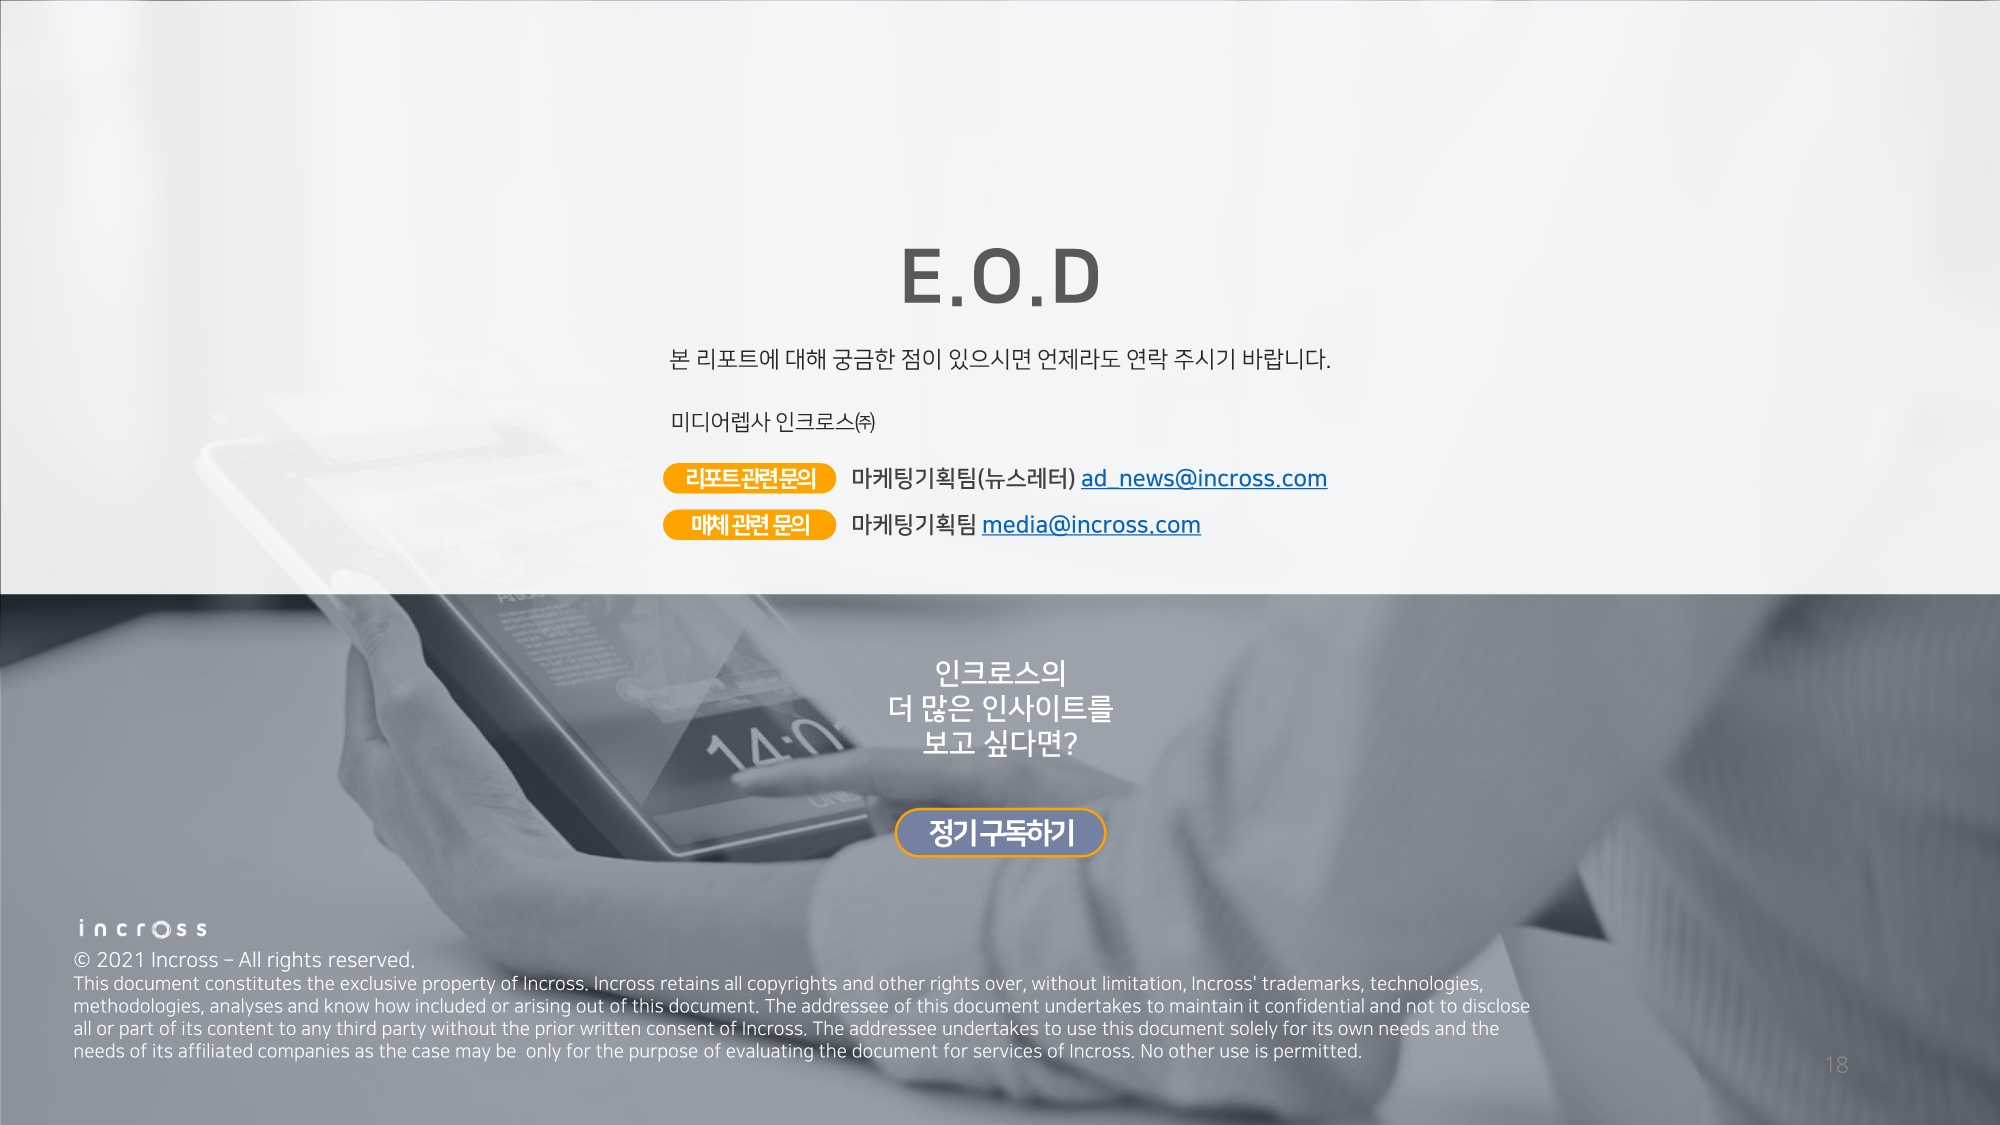 E.O.D
본 리포트에 대해 궁금한 점이 있으시면 언제라도 연락 주시기 바랍니다.
미디어렙사 인크로스㈜
리포트 관련 문의 마케팅기획팀(뉴스레터) ad_news@incross.com
매체 관련 문의 마케팅기획팀 media@incross.com
인크로스의
더 많은 인사이트를
보고 싶다면?
14:0
정기 구독하기
incross
© 2021 Incross – All rights reserved.
This document constitutes the exclusive property of Incross. Incross retains all copyrights and other rights over, without limitation, Incross' trademarks, technologies,
methodologies, analyses and know how included or arising out of this document. The addressee of this document undertakes to maintain it confidential and not to disclose
all or part of its content to any third party without the prior written consent of Incross. The addressee undertakes to use this document solely for its own needs and the
needs of its affiliated companies as the case may be  only for the purpose of evaluating the document for services of Incross. No other use is permitted.
18